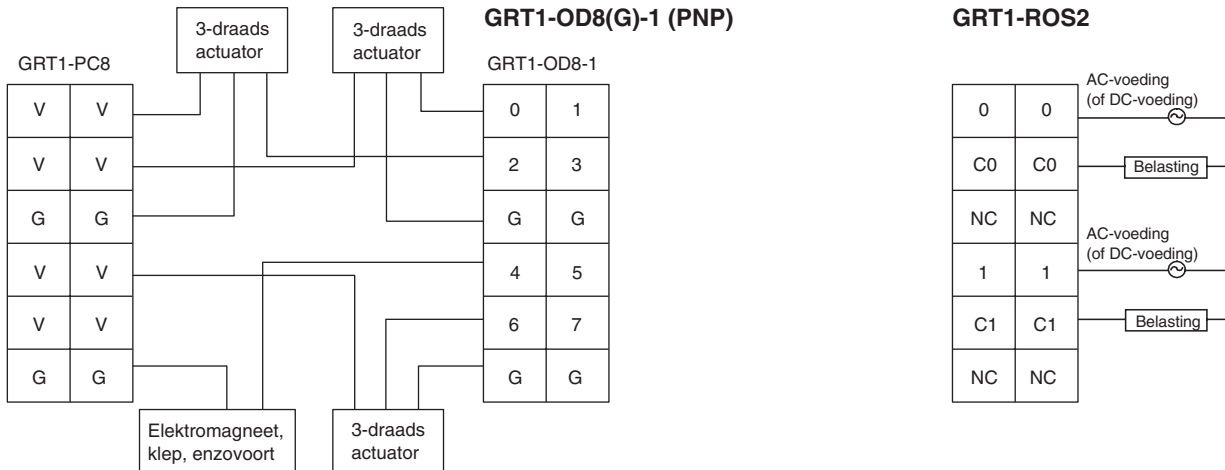 GRT1-OD8(G)-1 (PNP)
GRT1-ROS2
3-draads
actuator
3-draads
actuator
GRT1-PC8
GRT1-OD8-1
V V
V V
G G
V V
V V
G G
0 1
2 3
G G
4 5
6 7
G G
Elektromagneet,
klep, enzovoort
3-draads
actuator
0 0
C0 C0
NC NC
1 1
C1 C1
NC NC
AC-voeding
(of DC-voeding)
Belasting
AC-voeding
(of DC-voeding)
Belasting